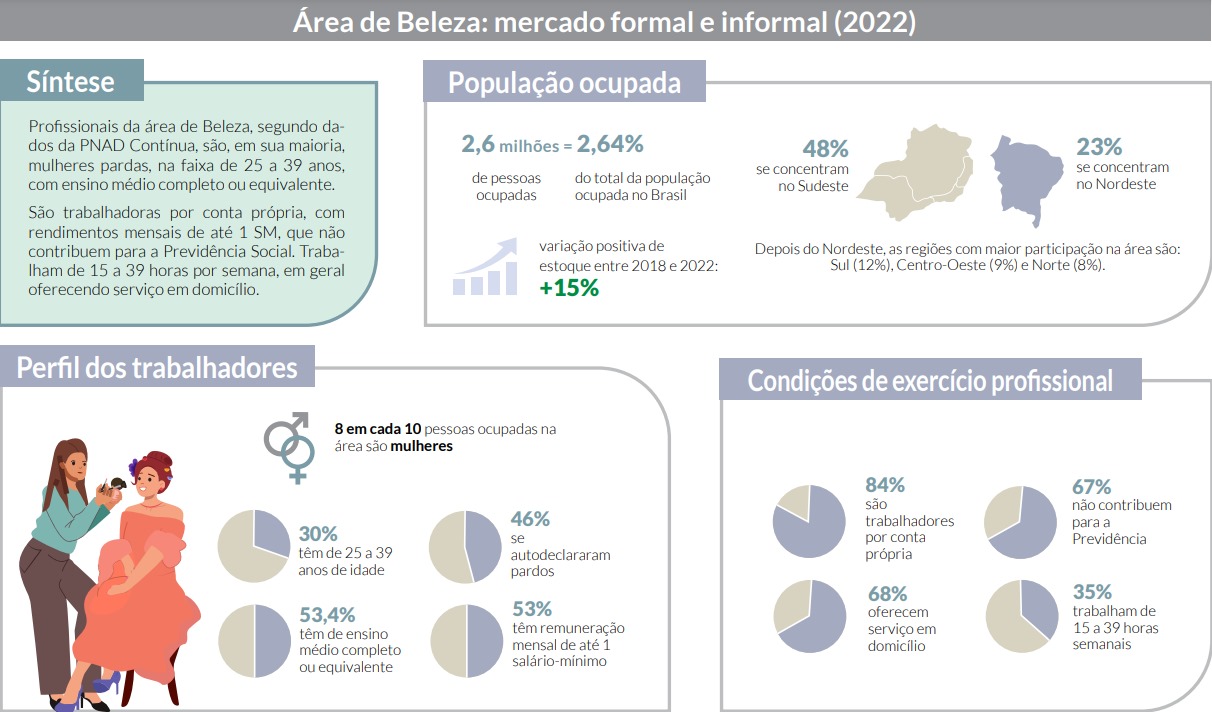 Área de Beleza: mercado formal e informal (2022)
Síntese
Profissionais da área de Beleza, segundo da-
dos da PNAD Contínua, são, em sua maioria,
mulheres pardas, na faixa de 25 a 39 anos,
com ensino médio completo ou equivalente.
São trabalhadoras por conta própria, com
rendimentos mensais de até 1 SM, que não
contribuem para a Previdência Social. Traba-
lham de 15 a 39 horas por semana, em geral
oferecendo serviço em domicílio.
População ocupada
2,6 milhões = 2,64%
de pessoas
ocupadas
do total da população
ocupada no Brasil
variação positiva de
estoque entre 2018 e 2022:
+15%
48%
se concentram
no Sudeste
23%
se concentram
no Nordeste
Depois do Nordeste, as regiões com maior participação na área são:
Sul (12%), Centro-Oeste (9%) e Norte (8%).
Perfil dos trabalhadores
8 em cada 10 pessoas ocupadas na
área são mulheres
30%
têm de 25 a 39
anos de idade
46%
se
autodeclararam
pardos
53,4%
têm de ensino
médio completo
ou equivalente
53%
têm remuneração
mensal de até 1
salário-mínimo
Condições de exercício profissional
84%
são
trabalhadores
por conta
própria
67%
não contribuem
para a
Previdência
68%
oferecem
serviço em
domicílio
35%
trabalham de
15 a 39 horas
semanais